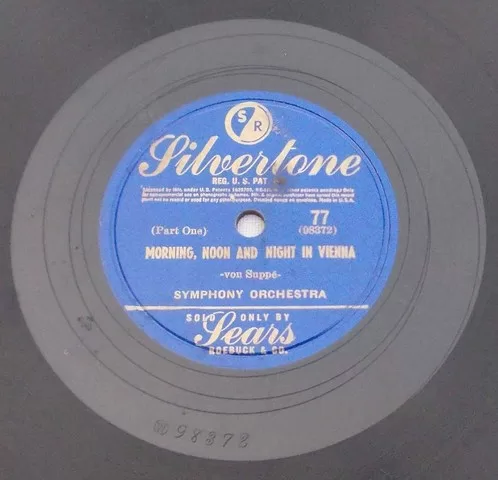 S R
Silvertone
REG. U. S. PAT
77
(Part One)
(98372)
MORNING, NOON AND NIGHT IN VIENNA
-von Suppé-
SYMPHONY ORCHESTRA
SOLD ONLY BY
Sears
ROEBUCK & CO.
98372